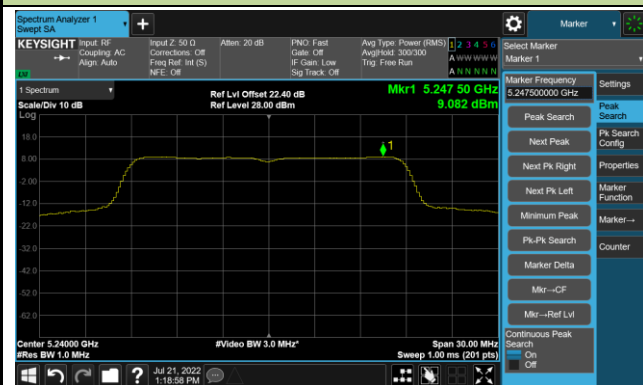 Spectrum Analyzer 1
Swept SA
+
Marker
KEYSIGHT
Input: RF
Coupling: AC
Align: Auto
Input Z: 50 Ω
Corrections: Off
Freq Ref: Int (S)
NFE: Off
Atten: 20 dB
PNO: Fast
Gate: Off
IF Gain: Low
Sig Track: Off
Avg Type: Power (RMS)
Avg|Hold: 300/300
Trig: Free Run
1 2 3 4 5 6
A W W W W W
A N N N N N
Select Marker
Marker 1
1 Spectrum
Scale/Div 10 dB
Log
Ref Lvl Offset 22.40 dB
Ref Level 28.00 dBm
Mkr1 5.247 50 GHz
9.082 dBm
18.0
8.00
-2.00
-12.0
-22.0
-32.0
-42.0
-52.0
-62.0
1
Center 5.24000 GHz
#Res BW 1.0 MHz
#Video BW 3.0 MHz*
Span 30.00 MHz
Sweep 1.00 ms (201 pts)
Marker Frequency
5.247500000 GHz
Peak Search
Next Peak
Next Pk Right
Next Pk Left
Minimum Peak
Pk-Pk Search
Marker Delta
Mkr→CF
Mkr→Ref Lvl
Continuous Peak
Search
On
Off
Settings
Peak
Search
Pk Search
Config
Properties
Marker
Function
Marker→
Counter
?
Jul 21, 2022
1:18:58 PM